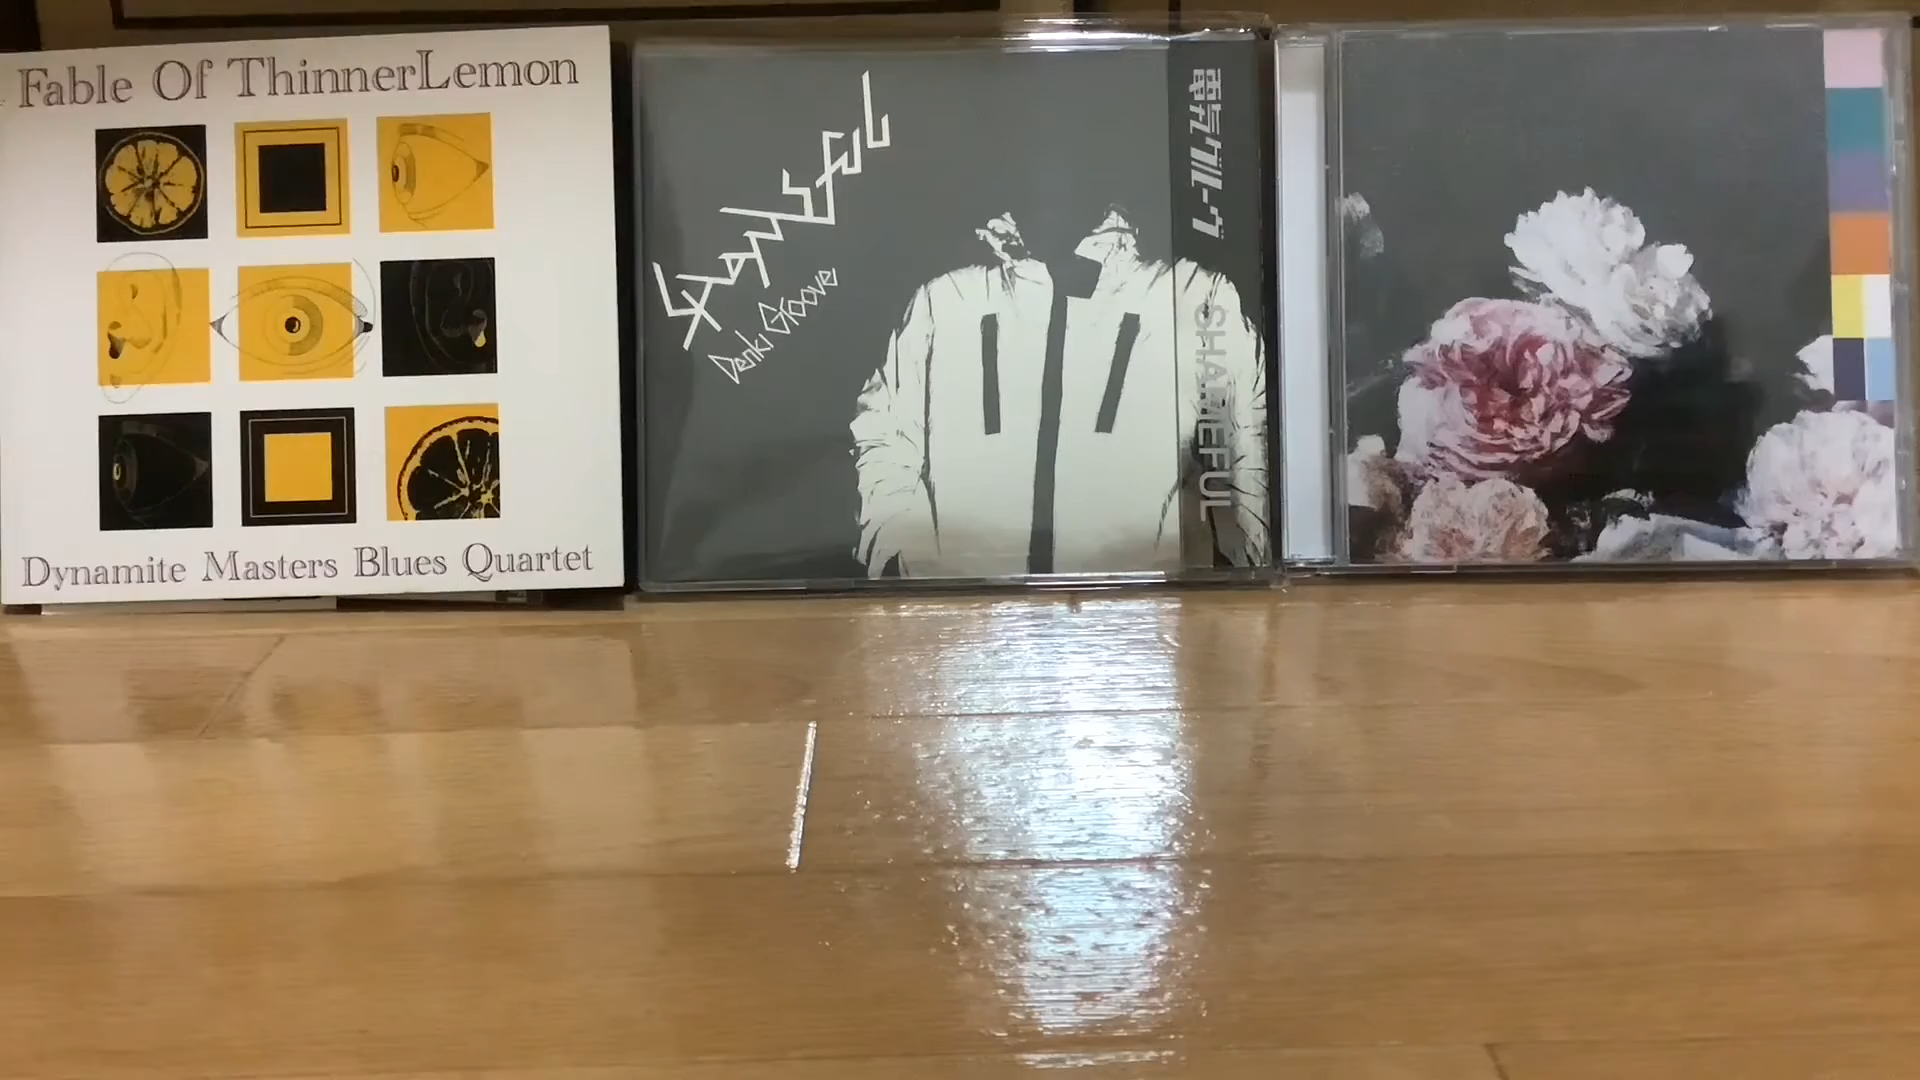 Fable Of ThinnerLemon
Dynamite Masters Blues Quartet
SHAMEFUL
Denki Groove
電気グルーヴ
SHAMEFUL